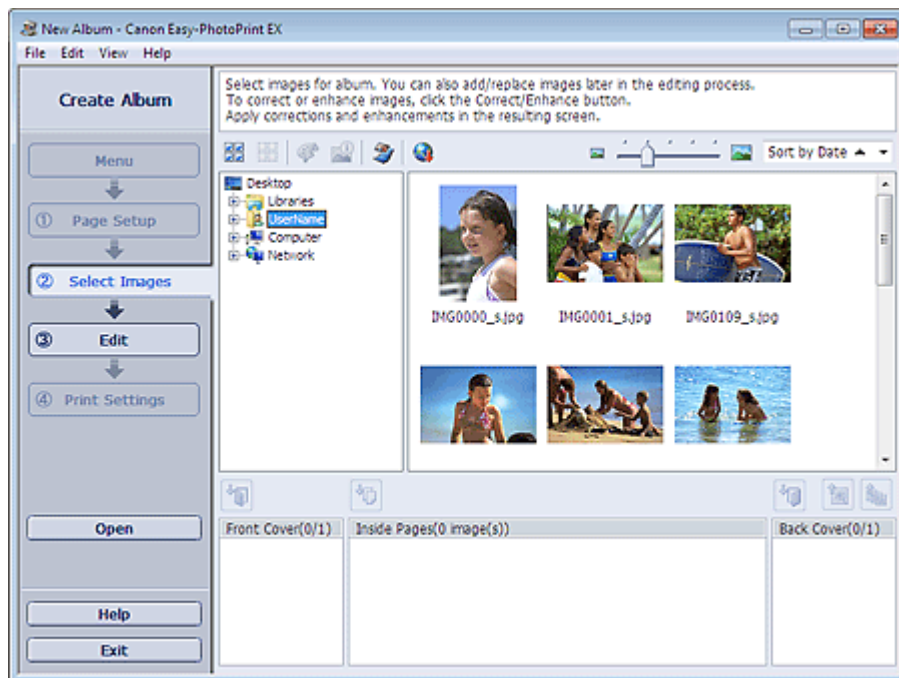 New Album - Canon Easy-PhotoPrint EX
File Edit View Help
Create Album
Select images for album. You can also add/replace images later in the editing process.
To correct or enhance images, click the Correct/Enhance button.
Apply corrections and enhancements in the resulting screen.
Menu
① Page Setup
② Select Images
③ Edit
④ Print Settings
Open
Help
Exit
Sort by Date
Desktop
Libraries
UserName
Computer
Network
IMG0000_s.jpg IMG0001_s.jpg IMG0109_s.jpg
Front Cover(0/1) Inside Pages(0 image(s)) Back Cover(0/1)